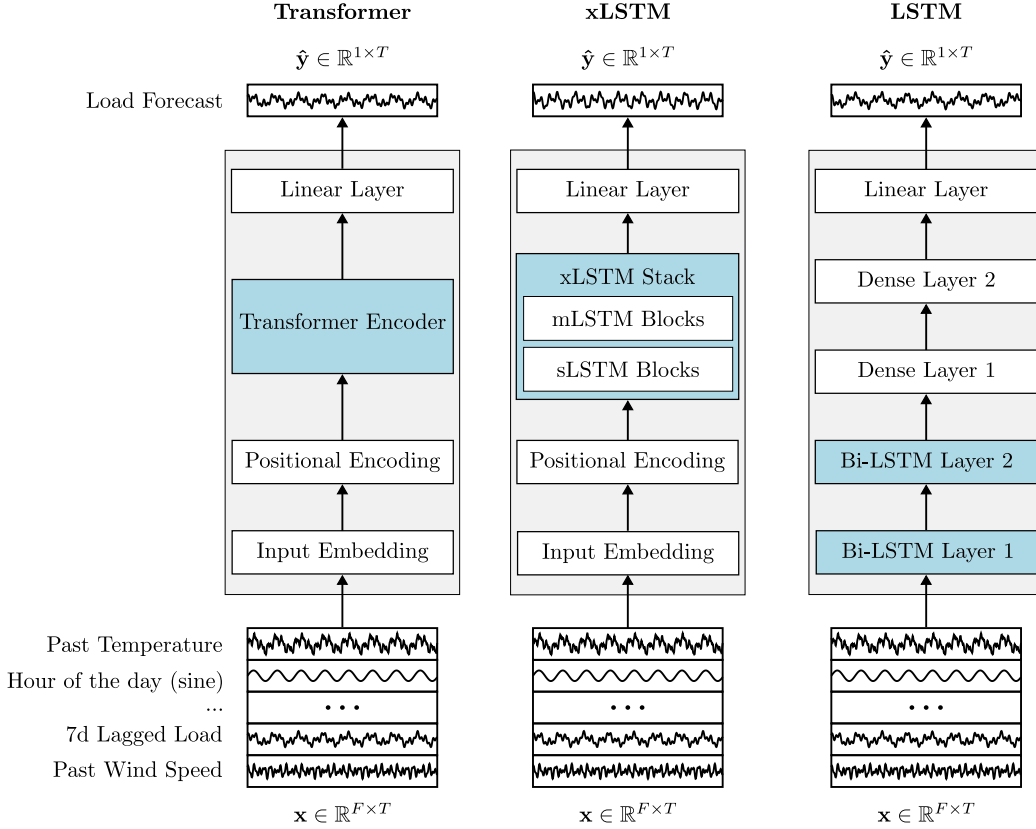 Transformer
xLSTM
LSTM
ŷ ∈ ℝ^{1×T}
ŷ ∈ ℝ^{1×T}
ŷ ∈ ℝ^{1×T}
Load Forecast
Linear Layer
Linear Layer
Linear Layer
xLSTM Stack
Dense Layer 2
Transformer Encoder
mLSTM Blocks
sLSTM Blocks
Dense Layer 1
Positional Encoding
Positional Encoding
Bi-LSTM Layer 2
Input Embedding
Input Embedding
Bi-LSTM Layer 1
Past Temperature
Hour of the day (sine)
...
7d Lagged Load
Past Wind Speed
x ∈ ℝ^{F×T}
x ∈ ℝ^{F×T}
x ∈ ℝ^{F×T}